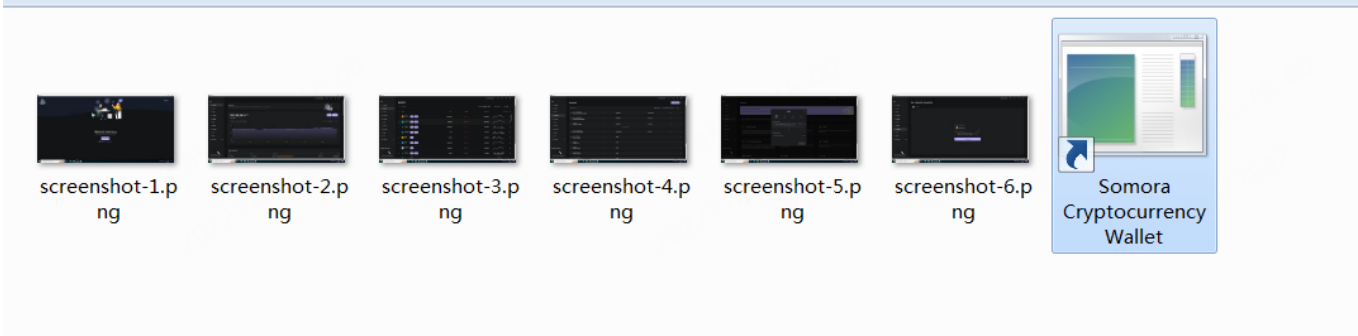 screenshot-1.p
ng
screenshot-2.p
ng
screenshot-3.p
ng
screenshot-4.p
ng
screenshot-5.p
ng
screenshot-6.p
ng
Somora
Cryptocurrency
Wallet